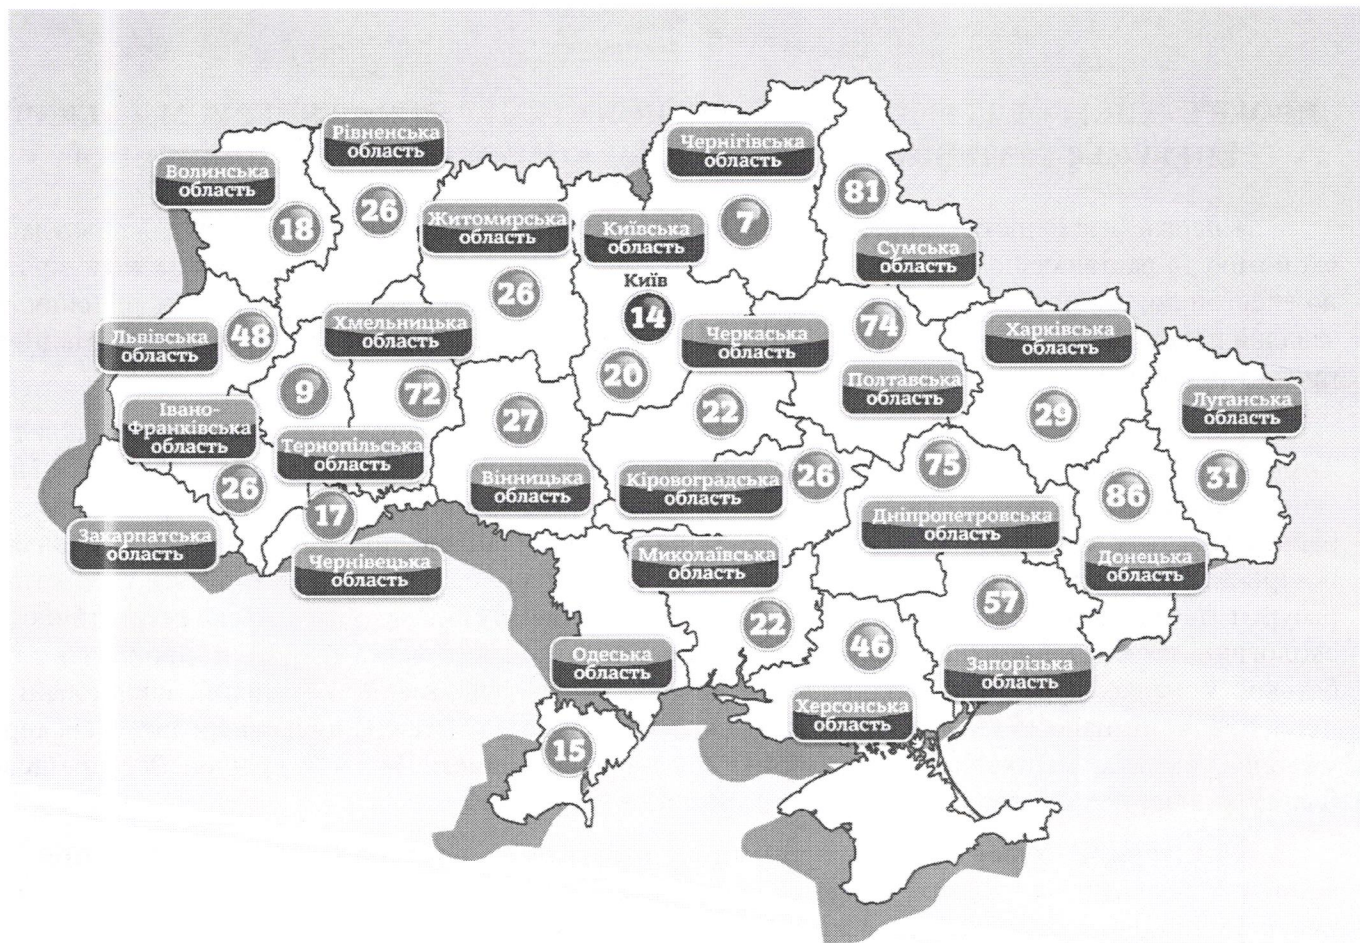 Рівненська
область
26
Волинська
область
18
Житомирська
область
26
Київська
область
Київ
14
20
Чернігівська
область
7
81
Сумська
область
Львівська
область
48
Хмельницька
область
72
9
Тернопільська
область
Івано-
Франківська
область
26
Закарпатська
область
17
Чернівецька
область
27
Вінницька
область
Черкаська
область
22
74
Полтавська
область
Харківська
область
29
Луганська
область
31
Кіровоградська
область
26
75
Дніпропетровська
область
86
Донецька
область
Миколаївська
область
22
57
Запорізька
область
46
Херсонська
область
Одеська
область
15